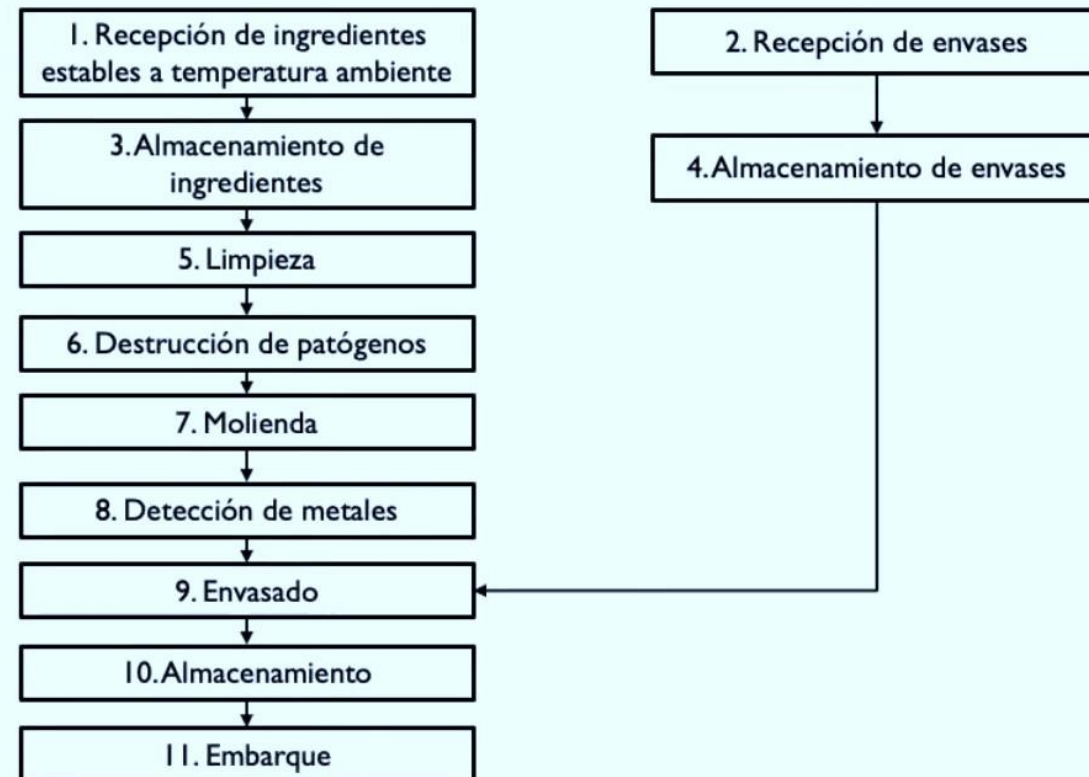 1. Recepción de ingredientes
estables a temperatura ambiente
2. Recepción de envases
3. Almacenamiento de
ingredientes
4. Almacenamiento de envases
5. Limpieza
6. Destrucción de patógenos
7. Molienda
8. Detección de metales
9. Envasado
10. Almacenamiento
11. Embarque